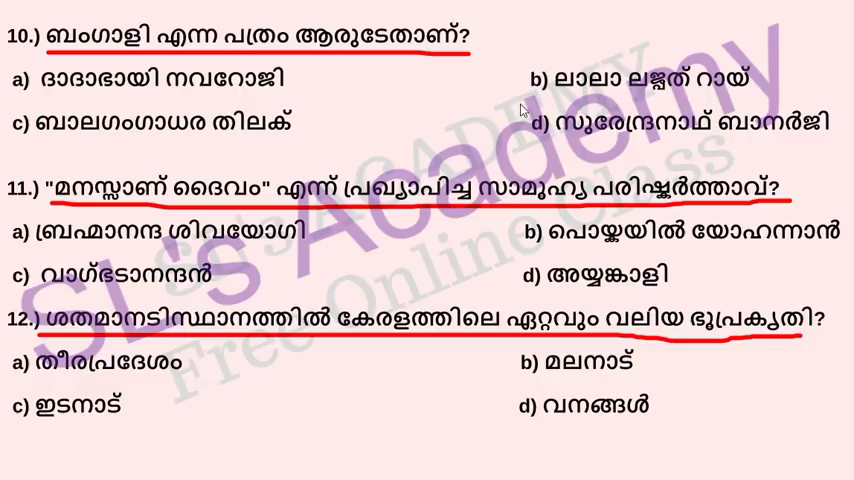 10.) ബംഗാളി എന്ന പത്രം ആരുടേതാണ്?
a) ദാദാഭായി നവറോജി b) ലാലാ ലജ്പത് റായ്
c) ബാലഗംഗാധര തിലക് d) സുരേന്ദ്രനാഥ് ബാനർജി
11.) "മനസ്സാണ് ദൈവം" എന്ന് പ്രഖ്യാപിച്ച സാമൂഹ്യ പരിഷ്കർത്താവ്?
a) ബ്രഹ്മാനന്ദ ശിവയോഗി b) പൊയ്കയിൽ യോഹന്നാൻ
c) വാഗ്ഭടാനന്ദൻ d) അയ്യങ്കാളി
12.) ശതമാനടിസ്ഥാനത്തിൽ കേരളത്തിലെ ഏറ്റവും വലിയ ഭൂപ്രകൃതി?
a) തീരപ്രദേശം b) മലനാട്
c) ഇടനാട് d) വനങ്ങൾ
SL's Academy
SL's ACADEMY
Free Online Class